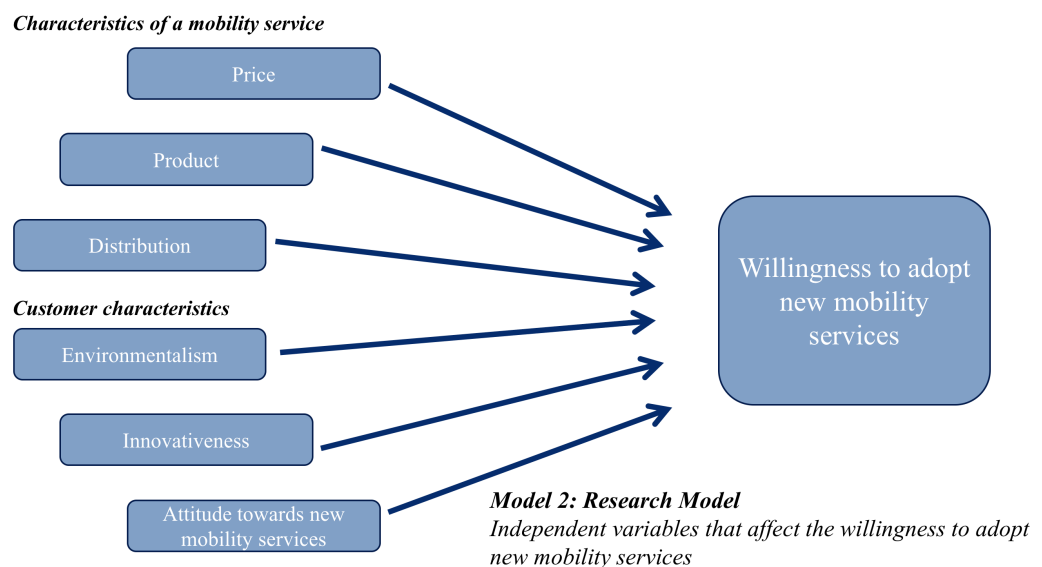 Characteristics of a mobility service
Price
Product
Distribution
Customer characteristics
Environmentalism
Innovativeness
Attitude towards new
mobility services
Willingness to adopt
new mobility
services
Model 2: Research Model
Independent variables that affect the willingness to adopt
new mobility services